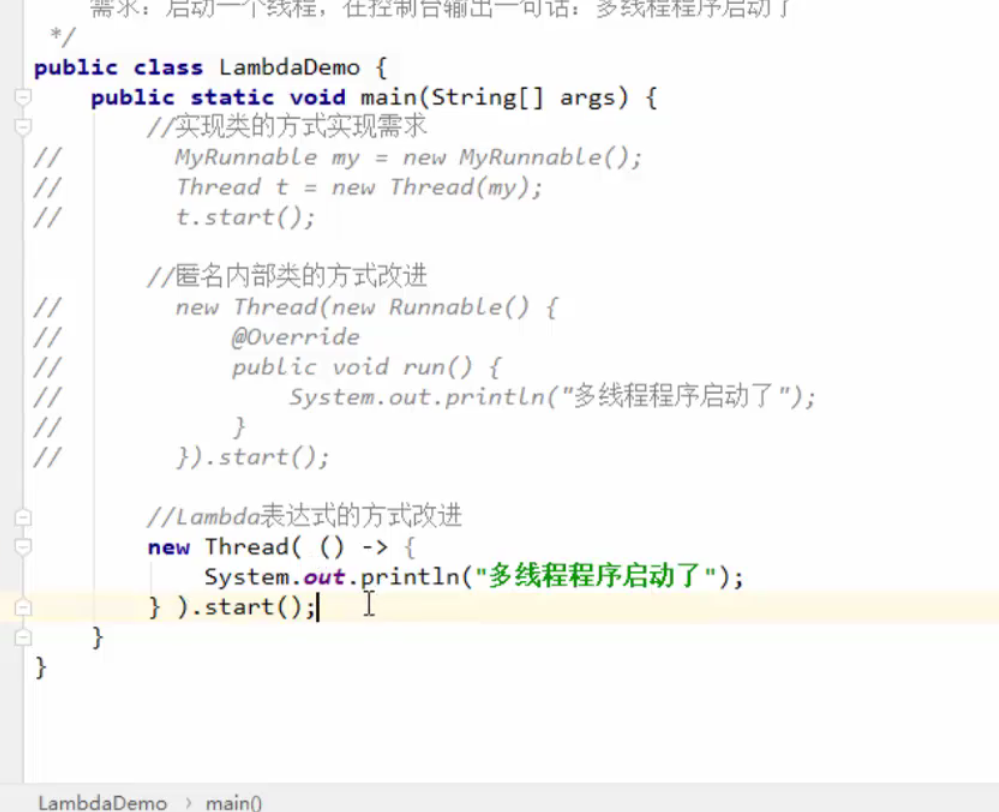 需求：启动一个线程，在控制台输出一句话：多线程程序启动了
*/
public class LambdaDemo {
public static void main(String[] args) {
//实现类的方式实现需求
// MyRunnable my = new MyRunnable();
// Thread t = new Thread(my);
// t.start();
//匿名内部类的方式改进
// new Thread(new Runnable() {
// @Override
// public void run() {
// System.out.println("多线程程序启动了");
// }
// }).start();
//Lambda表达式的方式改进
new Thread( () -> {
System.out.println("多线程程序启动了");
} ).start();
}
}
LambdaDemo › main()